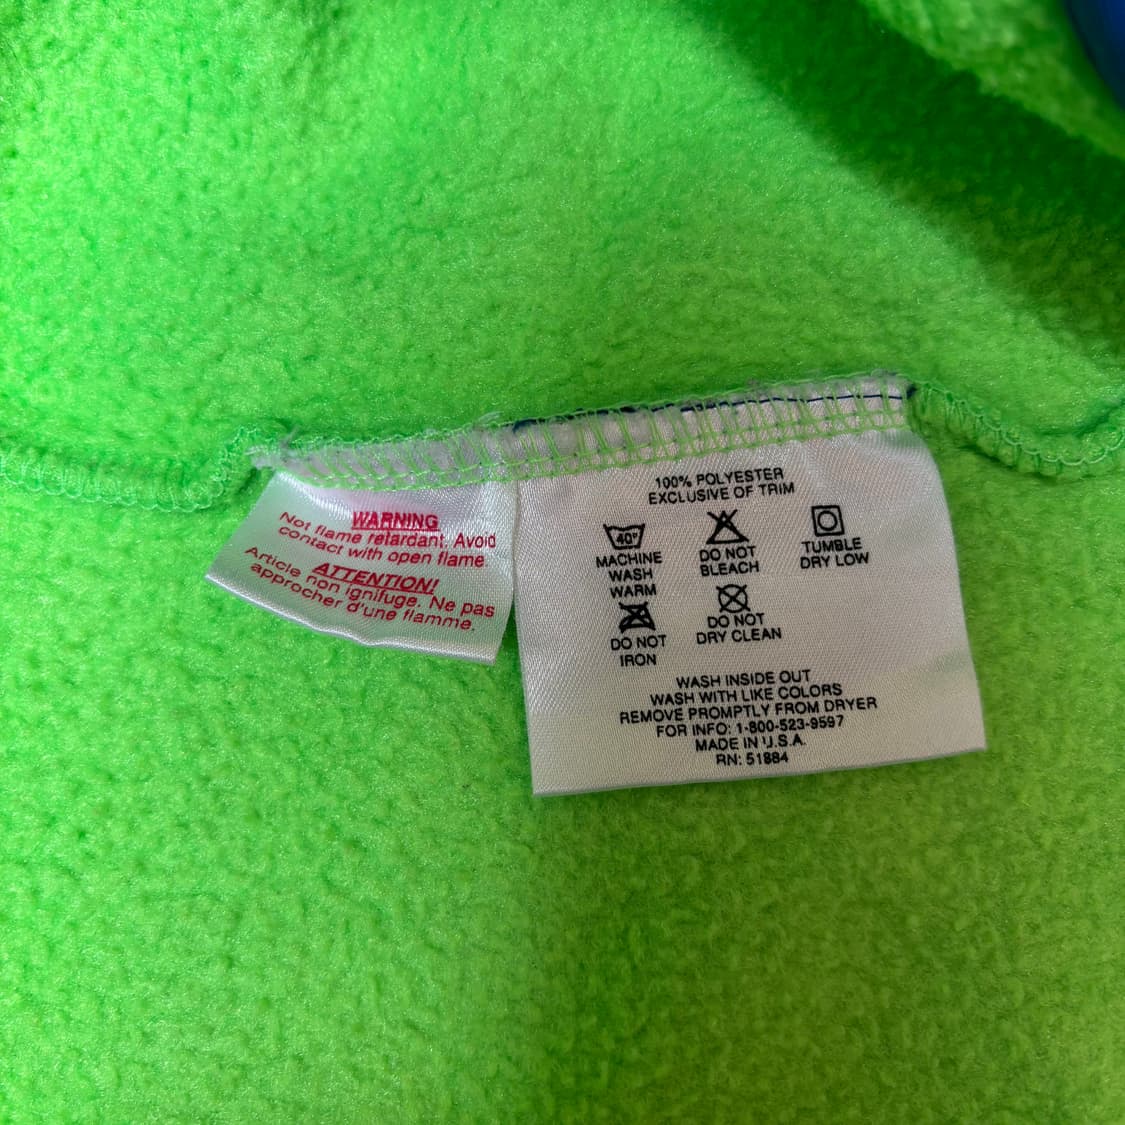 WARNING
Not flame retardant. Avoid
contact with open flame.
ATTENTION!
Article non ignifuge. Ne pas
approcher d'une flamme.
100% POLYESTER
EXCLUSIVE OF TRIM
40°
MACHINE
WASH
WARM
DO NOT
BLEACH
TUMBLE
DRY LOW
DO NOT
IRON
DO NOT
DRY CLEAN
WASH INSIDE OUT
WASH WITH LIKE COLORS
REMOVE PROMPTLY FROM DRYER
FOR INFO: 1-800-523-9597
MADE IN U.S.A.
RN: 51884